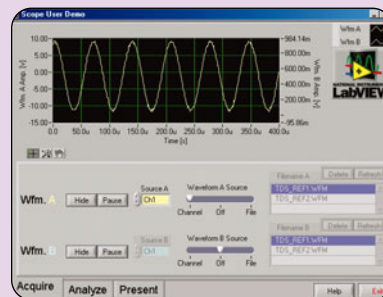 Scope User Demo
Wfm A
Wfm B
10.00-
5.00-
0.00-
-5.00-
-10.00-
-15.00-
Wfm A Amp. [V]
0.0 50.0u 100.0u 150.0u 200.0u 250.0u 300.0u 350.0u 400.0u
Time [s]
-984.14m
-800.00m
-600.00m
-400.00m
-200.00m
--95.86m
Wfm B Amp. [V]
NATIONAL INSTRUMENTS
LabVIEW
Wfm. A
Hide Pause
Source A
Ch1
Waveform A Source
Channel Off File
Filename A Delete Refresh
TDS_REF1.WFM
TDS_REF2.WFM
Wfm. B
Hide Pause
Source B
Ch1
Waveform B Source
Channel Off File
Filename B Delete Refresh
TDS_REF1.WFM
TDS_REF2.WFM
Acquire Analyze Present
Help